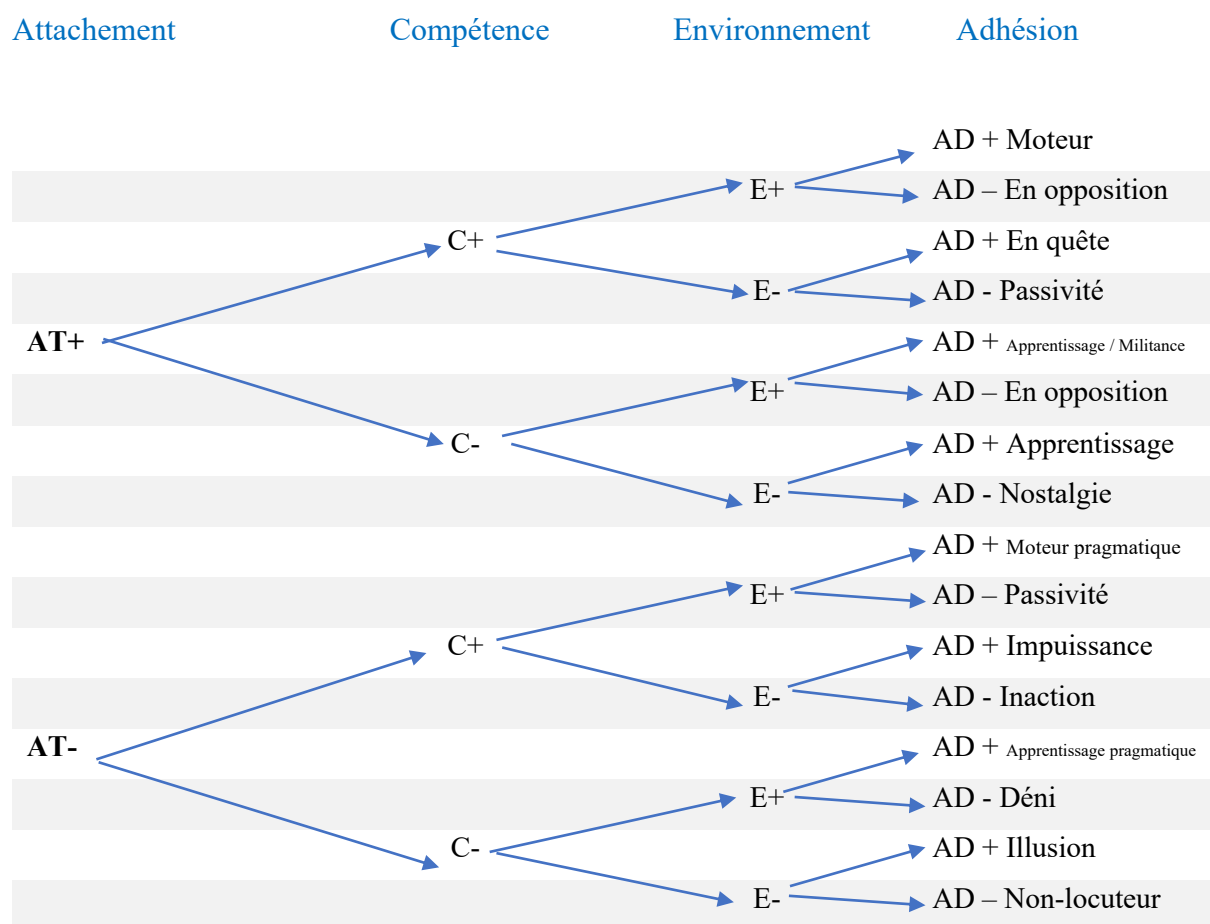 Attachement Compétence Environnement Adhésion
AD + Moteur
E+ AD – En opposition
C+ AD + En quête
E- AD - Passivité
AT+ AD + Apprentissage / Militance
E+ AD – En opposition
C- AD + Apprentissage
E- AD - Nostalgie
AD + Moteur pragmatique
E+ AD – Passivité
C+ AD + Impuissance
E- AD - Inaction
AT- AD + Apprentissage pragmatique
E+ AD - Déni
C- AD + Illusion
E- AD – Non-locuteur